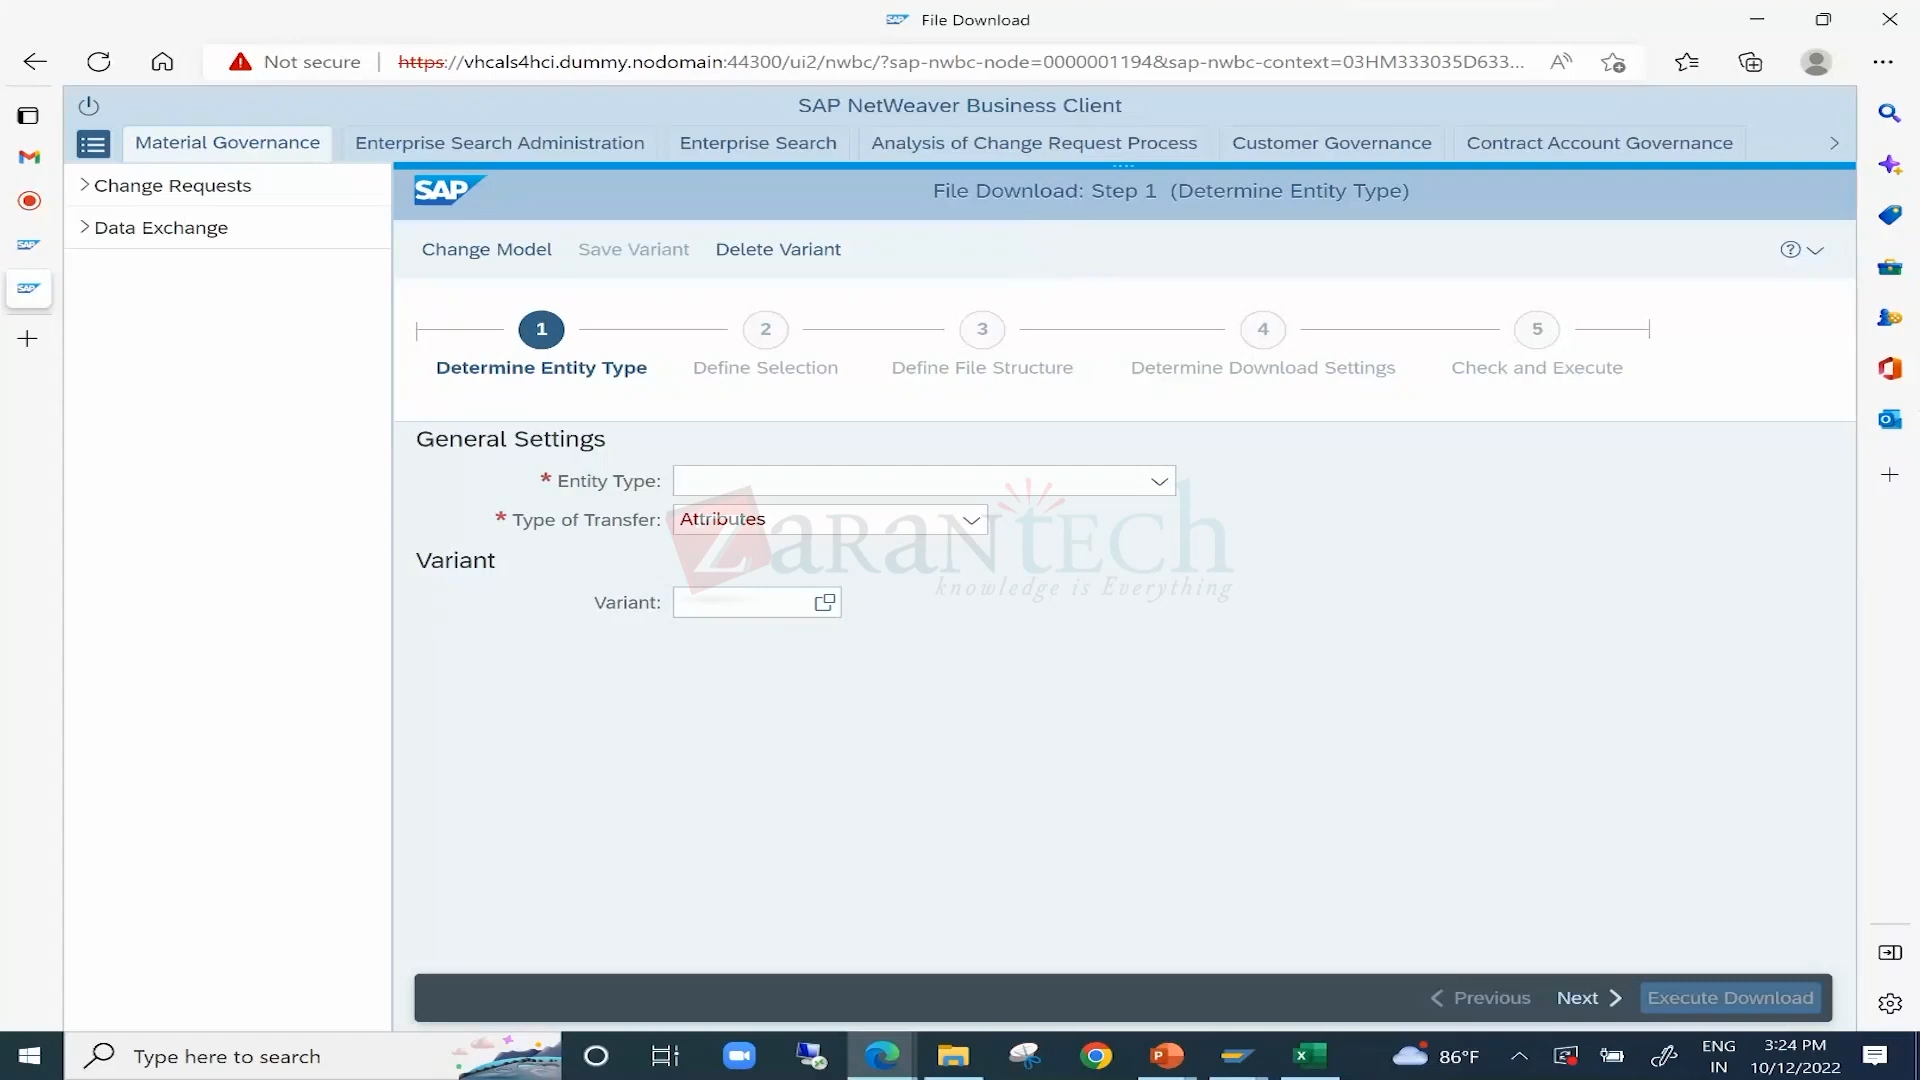 SAP File Download
Not secure https://vhcals4hci.dummy.nodomain:44300/ui2/nwbc/?sap-nwbc-node=0000001194&sap-nwbc-context=03HM333035D633...
SAP NetWeaver Business Client
Material Governance Enterprise Search Administration Enterprise Search Analysis of Change Request Process Customer Governance Contract Account Governance
Change Requests
Data Exchange
SAP File Download: Step 1 (Determine Entity Type)
Change Model Save Variant Delete Variant
1 2 3 4 5
Determine Entity Type Define Selection Define File Structure Determine Download Settings Check and Execute
General Settings
* Entity Type:
* Type of Transfer: Attributes
Variant
Variant:
ZaranTech
knowledge is Everything
Previous Next Execute Download
Type here to search
86°F
ENG
IN
3:24 PM
10/12/2022